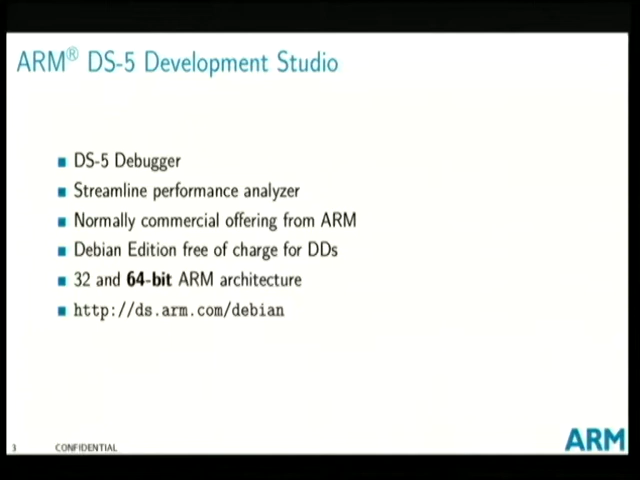 ARM® DS-5 Development Studio
DS-5 Debugger
Streamline performance analyzer
Normally commercial offering from ARM
Debian Edition free of charge for DDs
32 and 64-bit ARM architecture
http://ds.arm.com/debian
3 CONFIDENTIAL
ARM